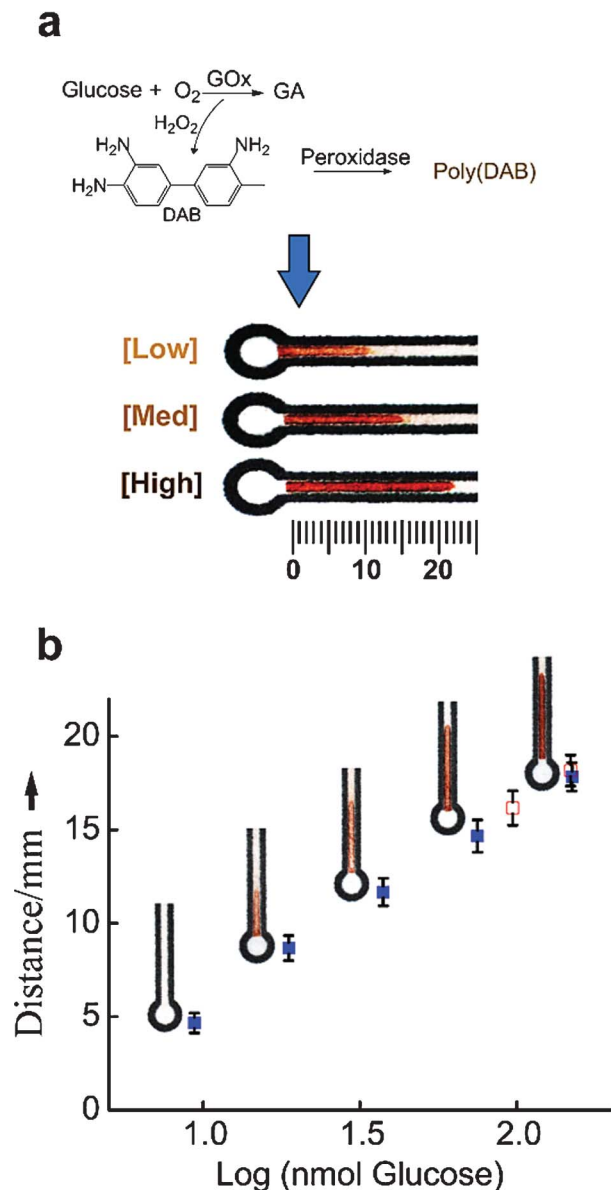 a
Glucose + O₂ GOx GA
H₂O₂
H₂N NH₂
H₂N Peroxidase Poly(DAB)
DAB
[Low]
[Med]
[High]
0 10 20
b
20
15
10
5
0
Distance/mm
1.0 1.5 2.0
Log (nmol Glucose)